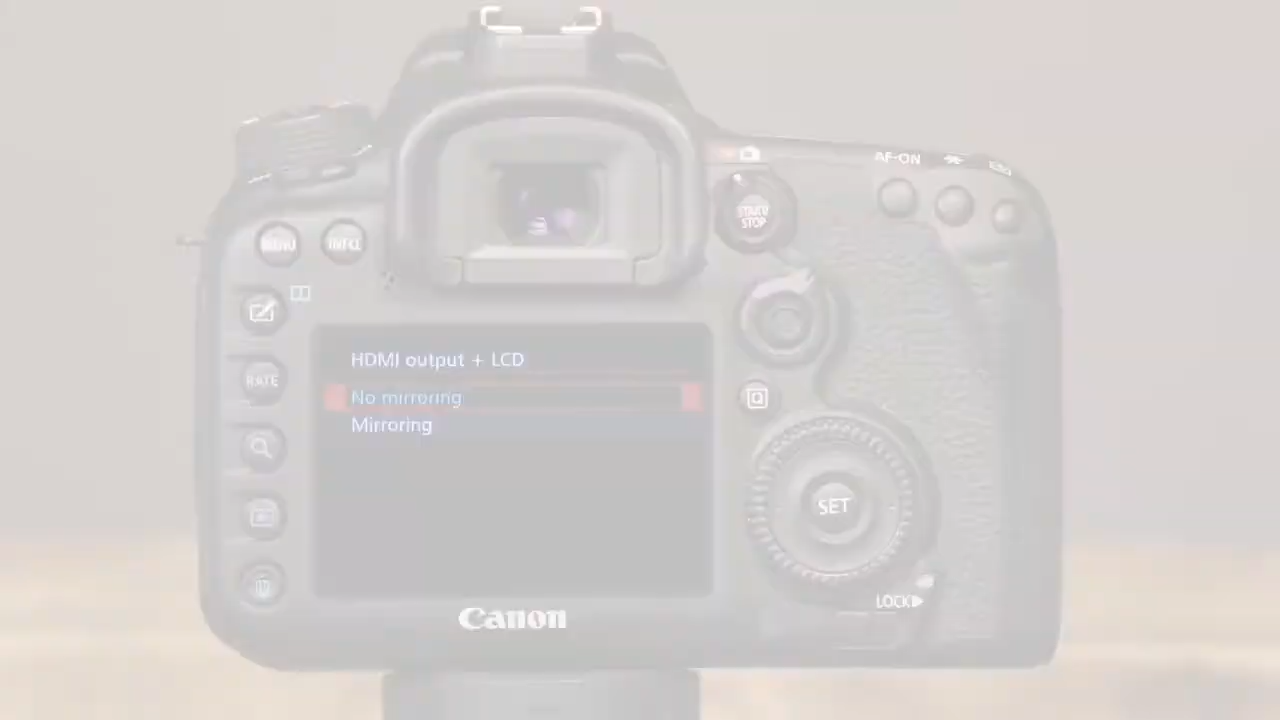 AF-ON
START/
STOP
MENU
INFO.
HDMI output + LCD
RATE
No mirroring
Q
Mirroring
SET
LOCK▶
Canon